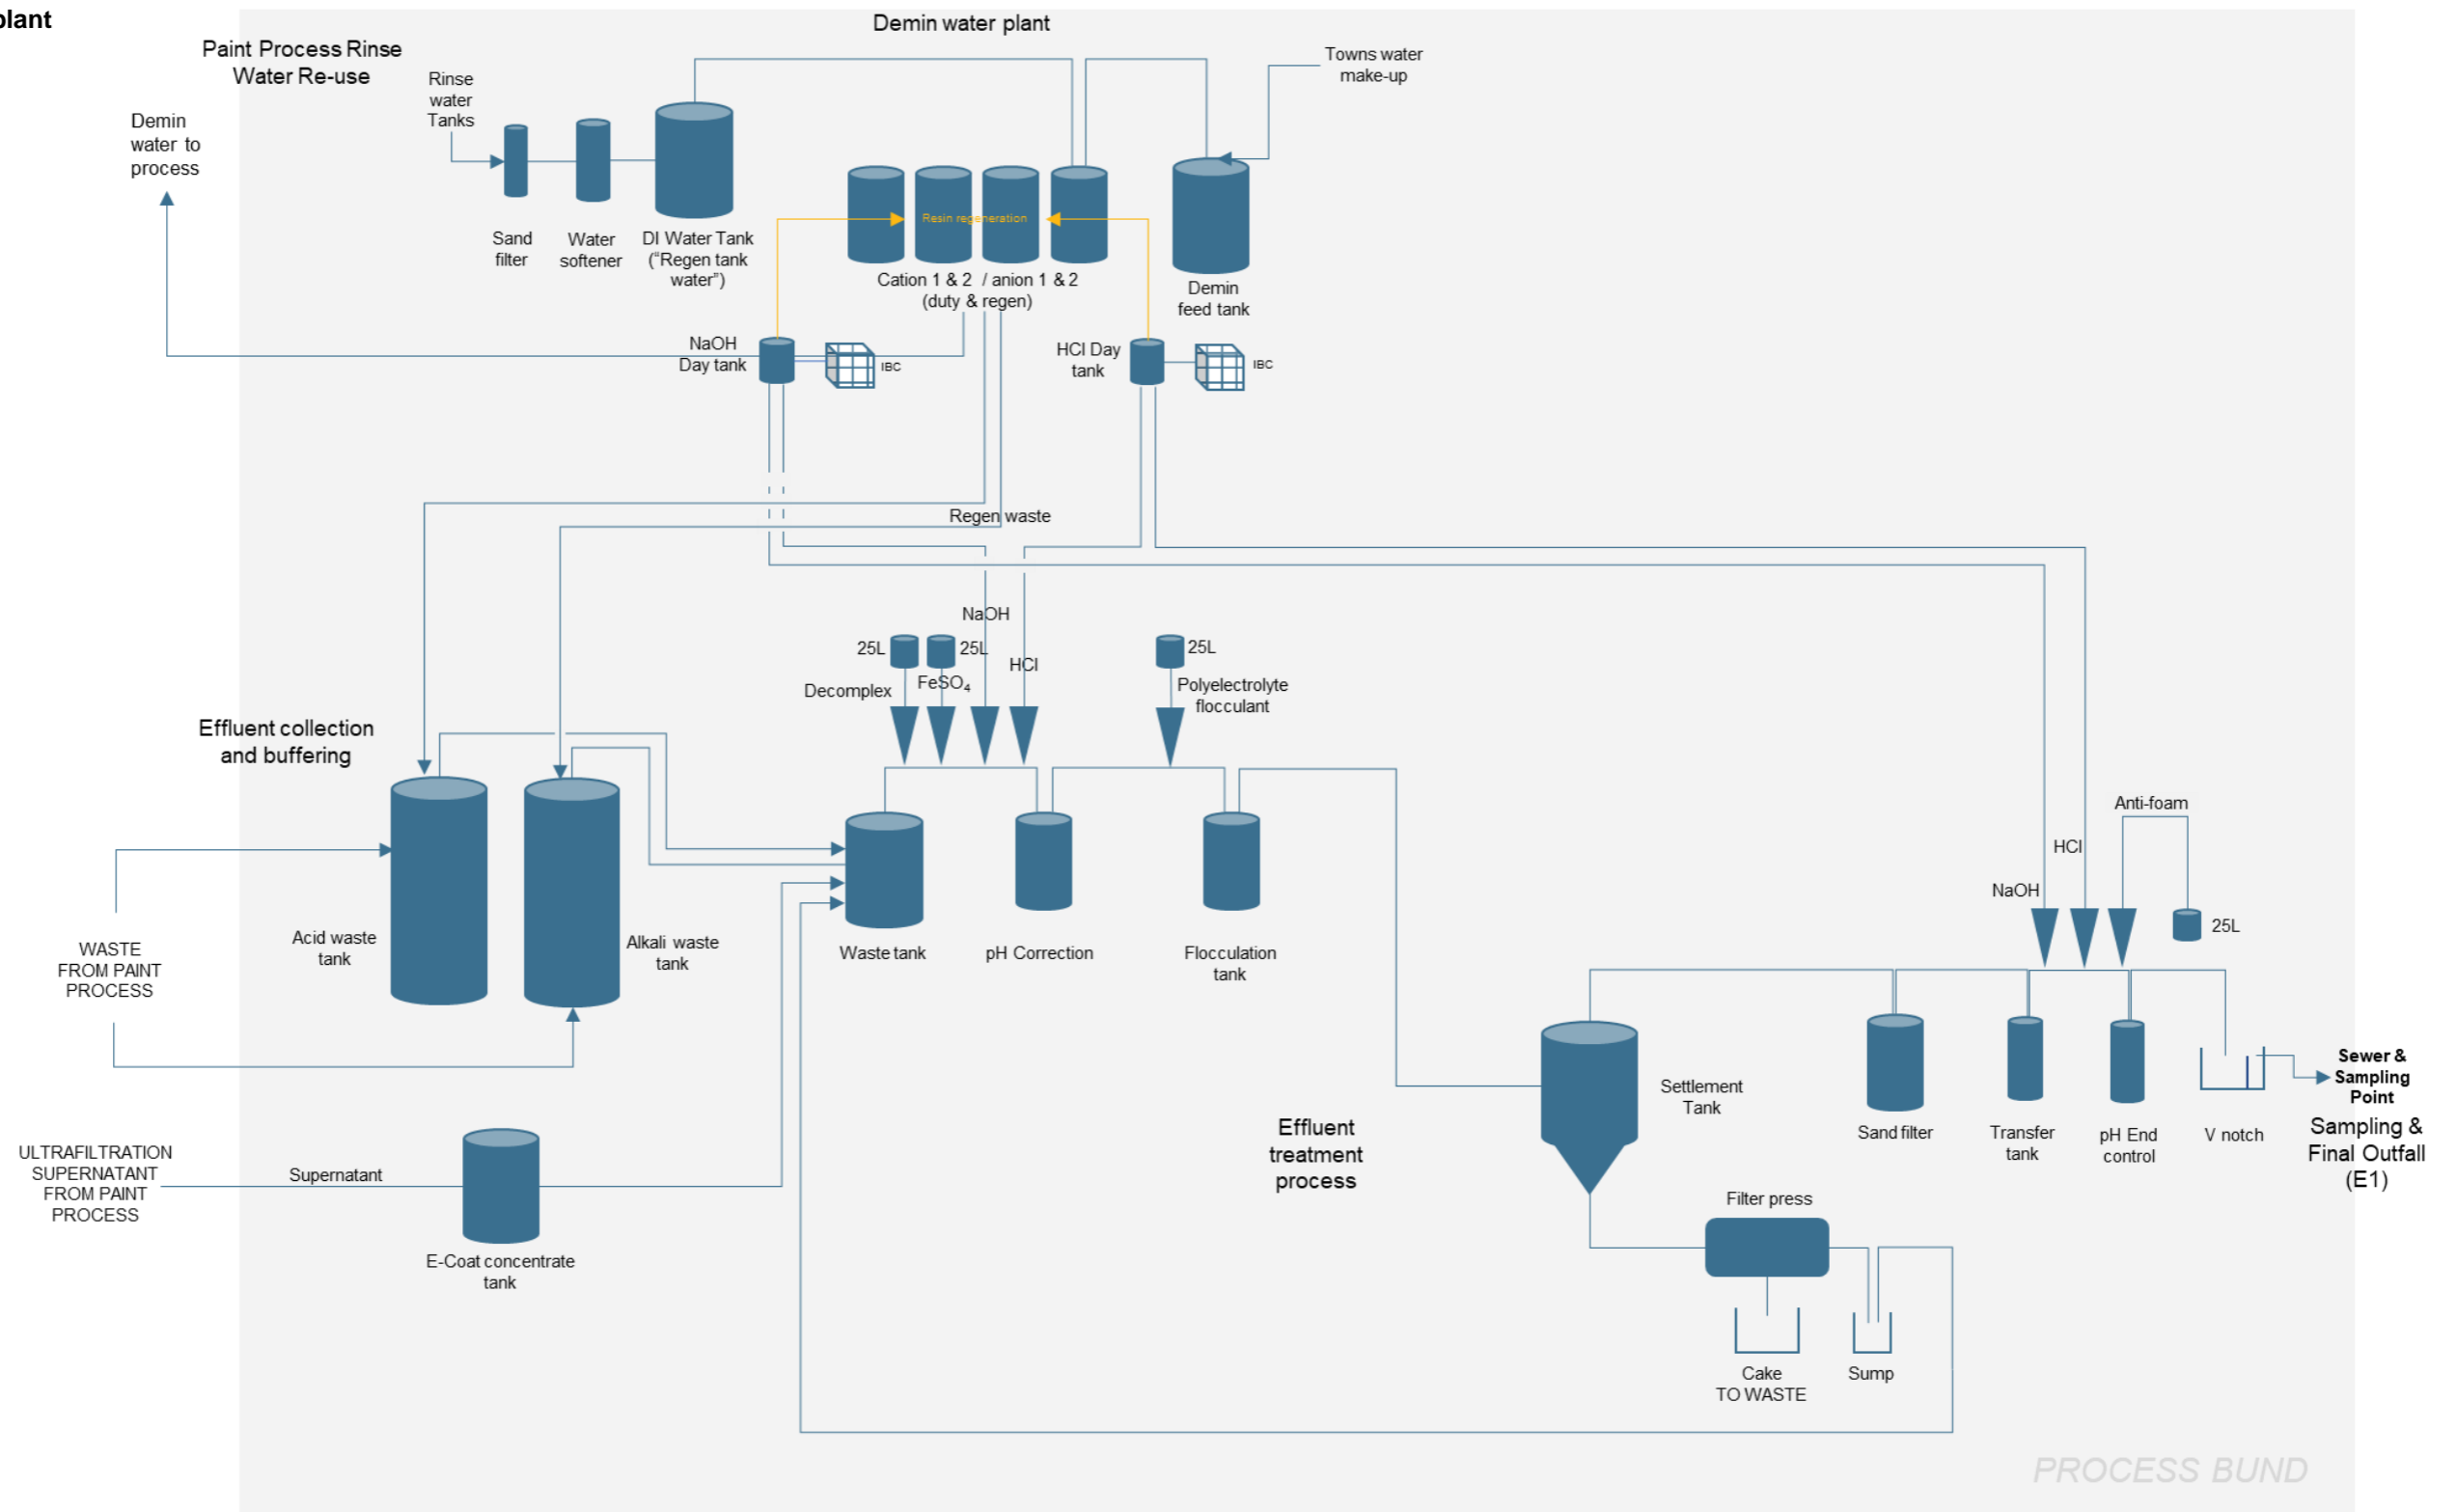 plant
Demin water plant
Paint Process Rinse
Water Re-use
Towns water
make-up
Rinse
water
Tanks
Demin
water to
process
Resin regeneration
Sand
filter
Water
softener
DI Water Tank
(“Regen tank
water”)
Cation 1 & 2 / anion 1 & 2
(duty & regen)
Demin
feed tank
NaOH
Day tank
IBC
HCl Day
tank
IBC
Regen waste
NaOH
25L
25L
HCl
25L
Decomplex
FeSO₄
Polyelectrolyte
flocculant
Effluent collection
and buffering
Anti-foam
HCl
NaOH
25L
WASTE
FROM PAINT
PROCESS
Acid waste
tank
Alkali waste
tank
Waste tank
pH Correction
Flocculation
tank
Settlement
Tank
Effluent
treatment
process
Sand filter
Transfer
tank
pH End
control
V notch
Sewer &
Sampling
Point
Sampling &
Final Outfall
(E1)
ULTRAFILTRATION
SUPERNATANT
FROM PAINT
PROCESS
Supernatant
E-Coat concentrate
tank
Filter press
Cake
TO WASTE
Sump
PROCESS BUND